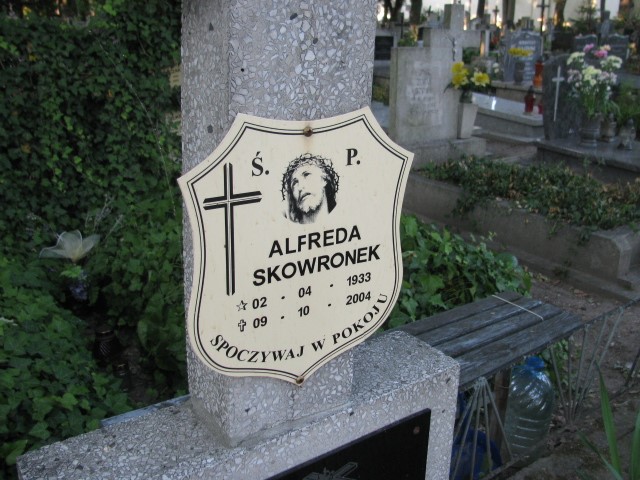 Ś. P.
ALFREDA
SKOWRONEK
☆ 02 · 04 · 1933
✝ 09 · 10 · 2004
SPOCZYWAJ W POKOJU